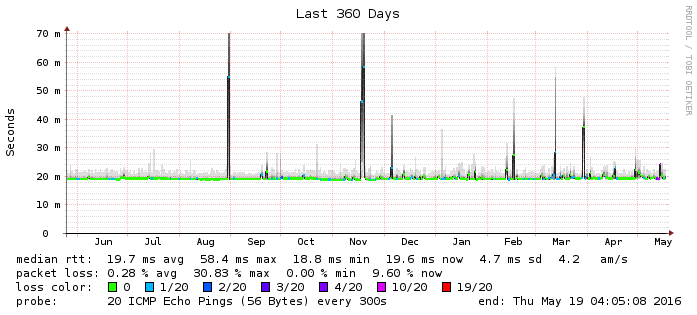 Last 360 Days
RRDTOOL / TOBI OETIKER
Seconds
70 m
60 m
50 m
40 m
30 m
20 m
10 m
0
Jun Jul Aug Sep Oct Nov Dec Jan Feb Mar Apr May
median rtt: 19.7 ms avg 58.4 ms max 18.8 ms min 19.6 ms now 4.7 ms sd 4.2 am/s
packet loss: 0.28 % avg 30.83 % max 0.00 % min 9.60 % now
loss color: 0 1/20 2/20 3/20 4/20 10/20 19/20
probe: 20 ICMP Echo Pings (56 Bytes) every 300s end: Thu May 19 04:05:08 2016